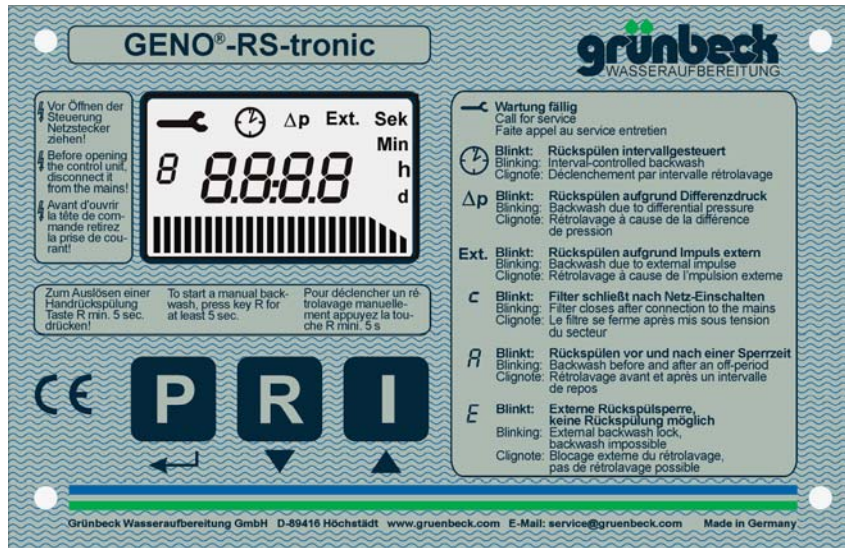 GENO®-RS-tronic
grünbeck
WASSERAUFBEREITUNG
Vor Öffnen der
Steuerung
Netzstecker
ziehen!
Before opening
the control unit,
disconnect it
from the mains!
Avant d'ouvrir
la tête de com-
mande retirez
la prise de cou-
rant!
Δp Ext. Sek
Min
8 8.8:8.8 h
d
Zum Auslösen einer
Handrückspülung
Taste R min. 5 sec.
drücken!
To start a manual back-
wash, press key R for
at least 5 sec.
Pour déclencher un ré
trolavage manuelle-
ment appuyez la tou-
che R mini. 5 s
CE
P R I
Wartung fällig
Call for service
Faite appel au service entretien
Blinkt: Rückspülen intervallgesteuert
Blinking: Interval-controlled backwash
Clignote: Déclenchement par intervalle rétrolavage
Δp Blinkt: Rückspülen aufgrund Differenzdruck
Blinking: Backwash due to differential pressure
Clignote: Rétrolavage à cause de la différence
de pression
Ext. Blinkt: Rückspülen aufgrund Impuls extern
Blinking: Backwash due to external impulse
Clignote: Rétrolavage à cause de l'impulsion externe
c Blinkt: Filter schließt nach Netz-Einschalten
Blinking: Filter closes after connection to the mains
Clignote: Le filtre se ferme après mis sous tension
du secteur
A Blinkt: Rückspülen vor und nach einer Sperrzeit
Blinking: Backwash before and after an off-period
Clignote: Rétrolavage avant et après un intervalle
de repos
E Blinkt: Externe Rückspülsperre,
keine Rückspülung möglich
Blinking: External backwash lock,
backwash impossible
Clignote: Blocage externe du rétrolavage,
pas de rétrolavage possible
Grünbeck Wasseraufbereitung GmbH D-89416 Höchstädt www.gruenbeck.com E-Mail: service@gruenbeck.com Made in Germany